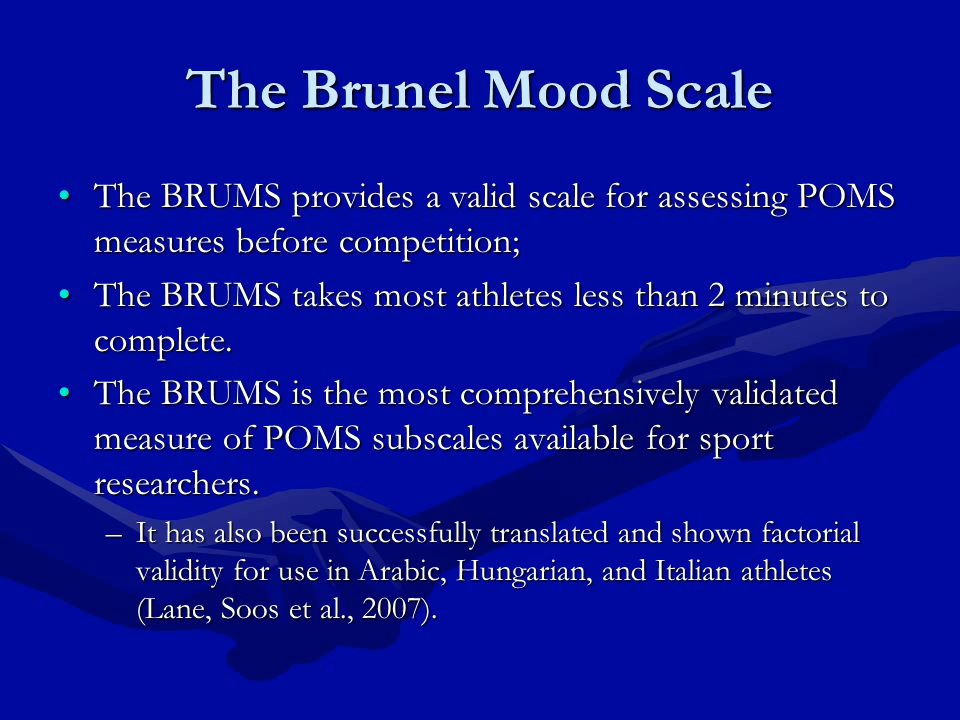 The Brunel Mood Scale
• The BRUMS provides a valid scale for assessing POMS
measures before competition;
• The BRUMS takes most athletes less than 2 minutes to
complete.
• The BRUMS is the most comprehensively validated
measure of POMS subscales available for sport
researchers.
– It has also been successfully translated and shown factorial
validity for use in Arabic, Hungarian, and Italian athletes
(Lane, Soos et al., 2007).